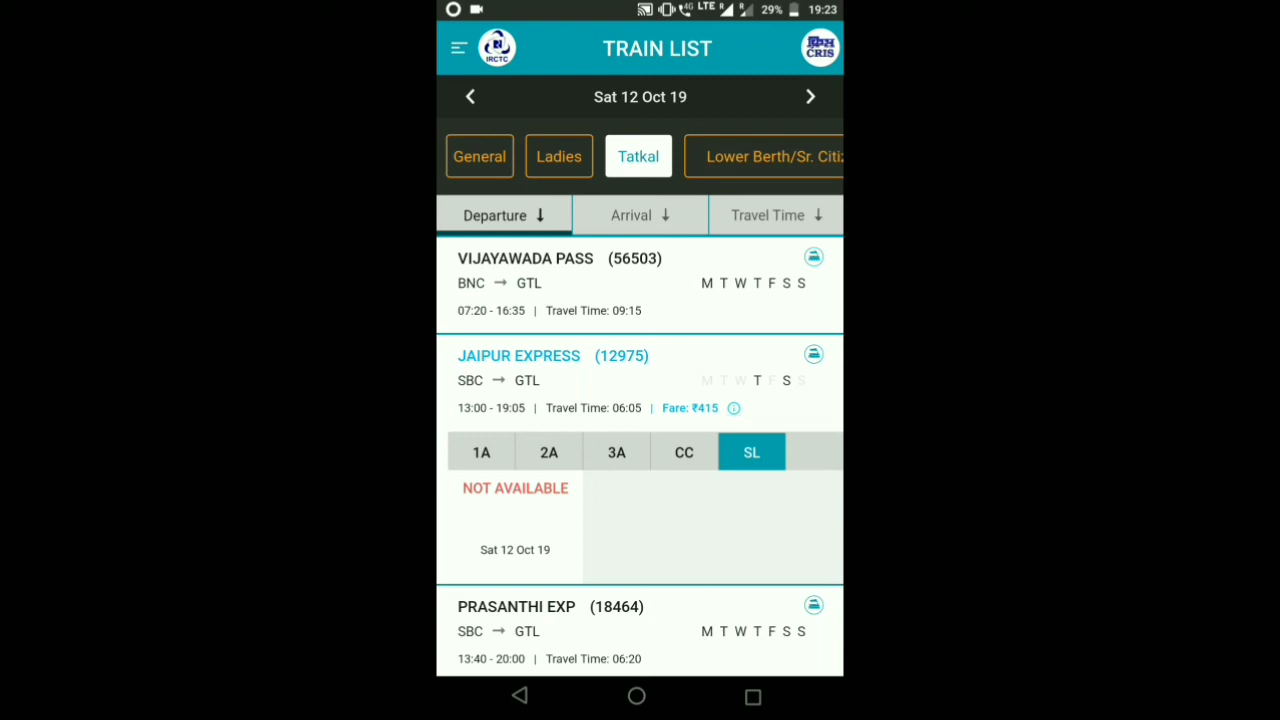 4G LTE R R 29% 19:23
IRCTC
TRAIN LIST
क्रिस
CRIS
Sat 12 Oct 19
General Ladies Tatkal Lower Berth/Sr. Citiz
Departure ↓ Arrival ↓ Travel Time ↓
VIJAYAWADA PASS (56503)
BNC → GTL M T W T F S S
07:20 - 16:35 | Travel Time: 09:15
JAIPUR EXPRESS (12975)
SBC → GTL M T W T F S S
13:00 - 19:05 | Travel Time: 06:05 | Fare: ₹415
1A 2A 3A CC SL
NOT AVAILABLE
Sat 12 Oct 19
PRASANTHI EXP (18464)
SBC → GTL M T W T F S S
13:40 - 20:00 | Travel Time: 06:20